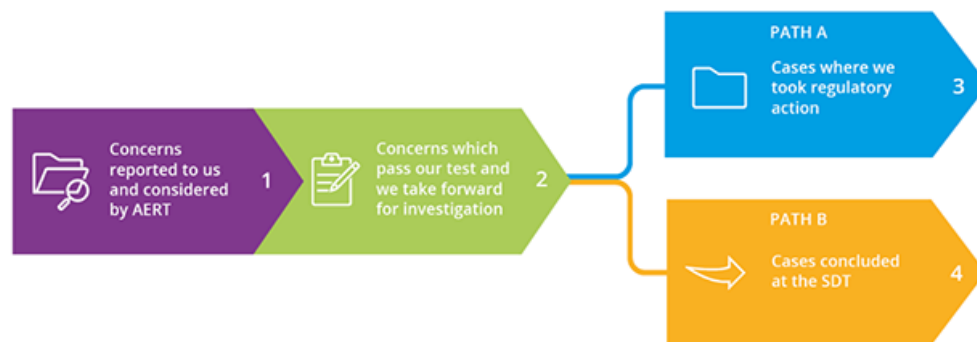 Concerns
reported to us
and considered
by AERT
1
Concerns which
pass our test and
we take forward
for investigation
2
PATH A
Cases where we
took regulatory
action
3
PATH B
Cases concluded
at the SDT
4